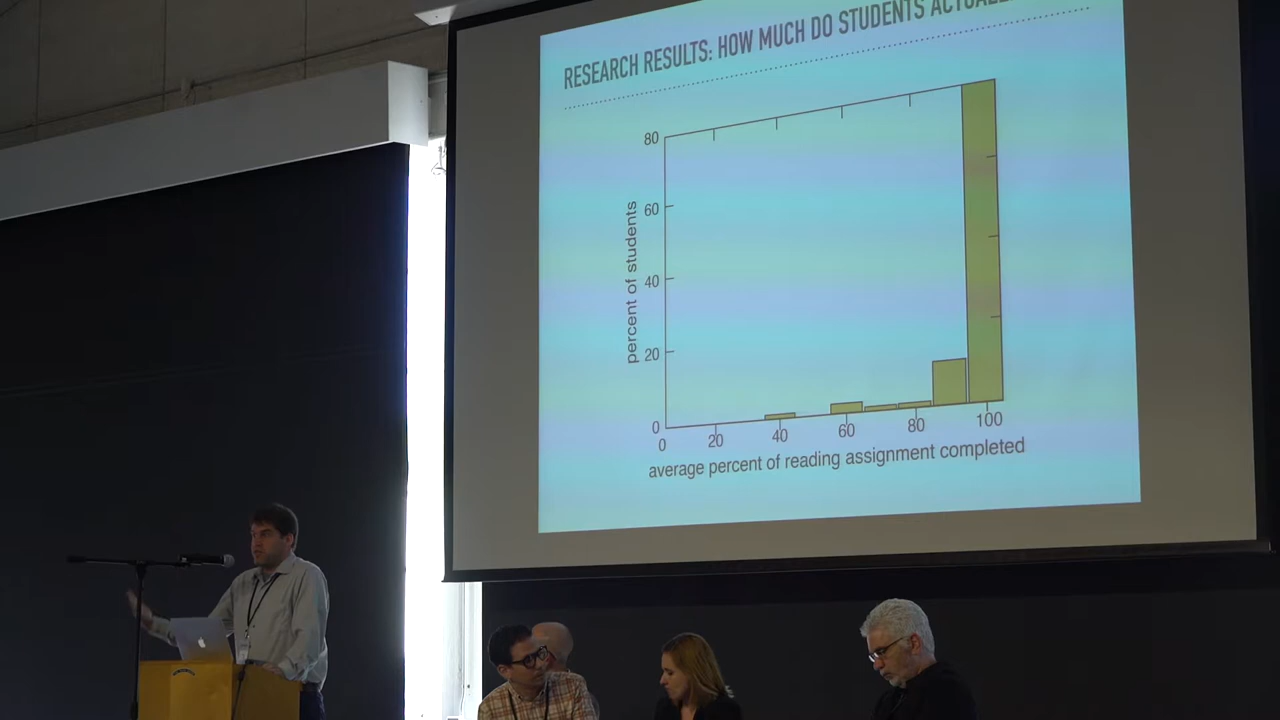 RESEARCH RESULTS: HOW MUCH DO STUDENTS
80
60
40
20
0
percent of students
0 20 40 60 80 100
average percent of reading assignment completed